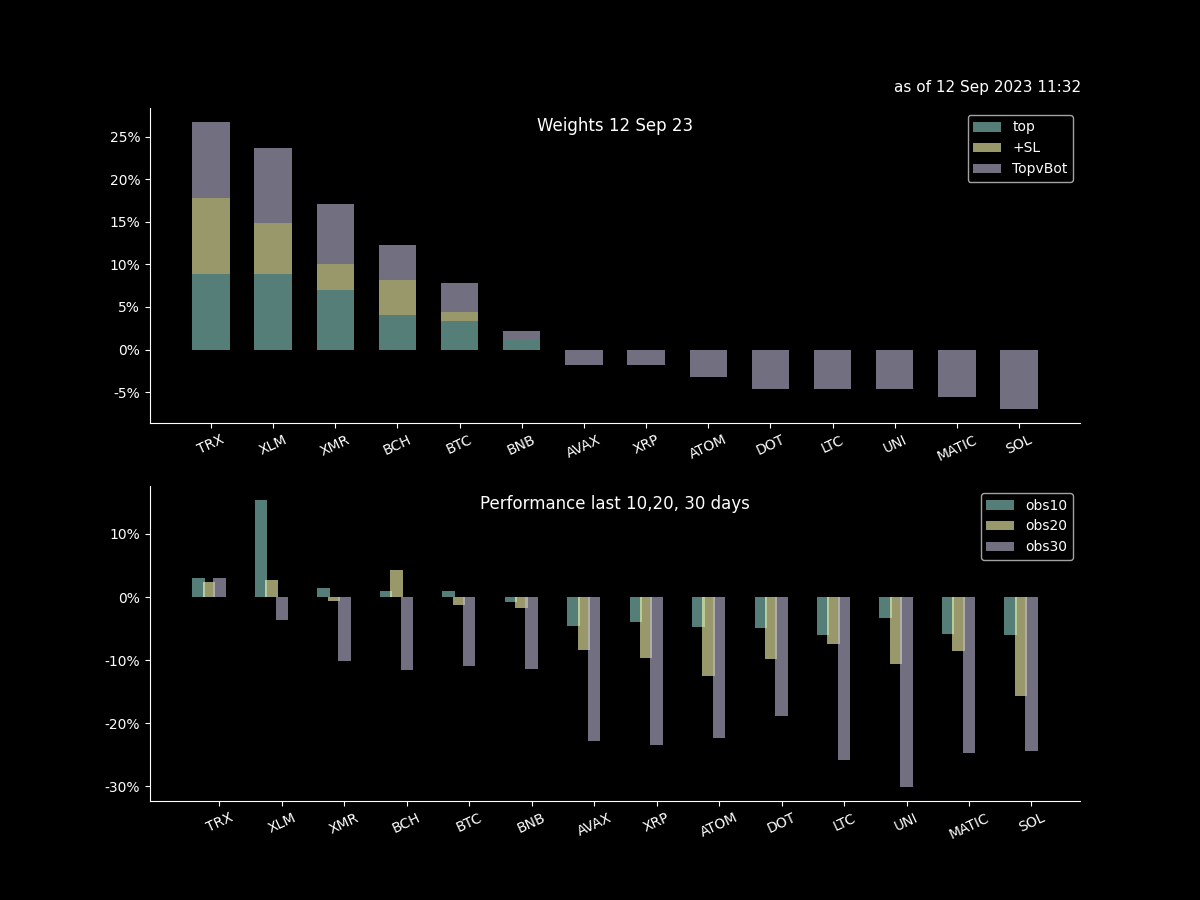 as of 12 Sep 2023 11:32
Weights 12 Sep 23
top
+SL
TopvBot
25%
20%
15%
10%
5%
0%
-5%
TRX XLM XMR BCH BTC BNB AVAX XRP ATOM DOT LTC UNI MATIC SOL
Performance last 10,20, 30 days
obs10
obs20
obs30
10%
0%
-10%
-20%
-30%
TRX XLM XMR BCH BTC BNB AVAX XRP ATOM DOT LTC UNI MATIC SOL